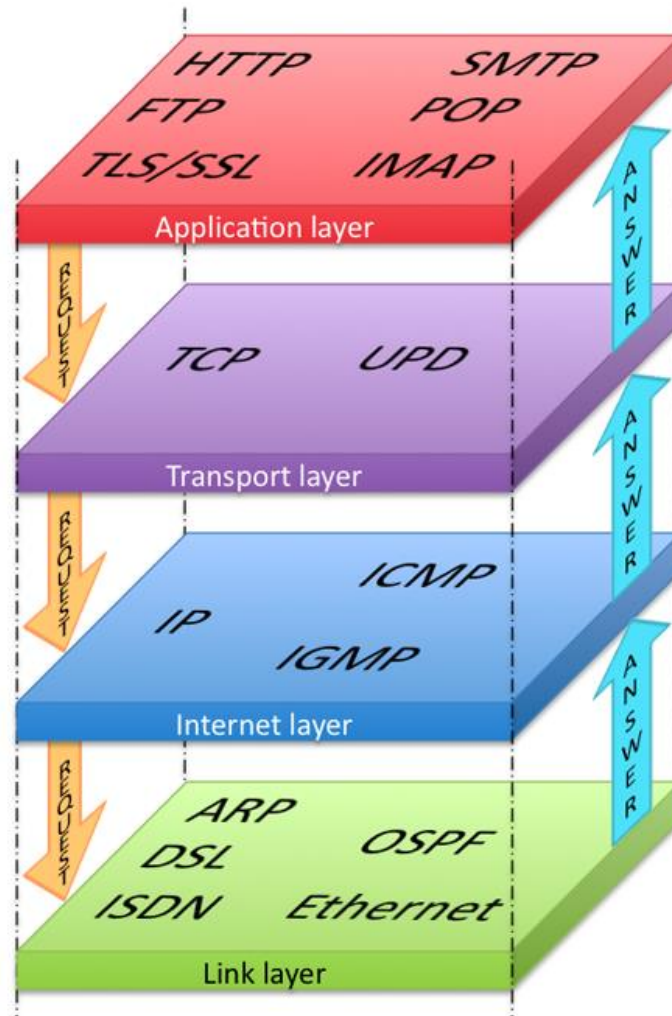 HTTP SMTP
FTP POP
TLS/SSL IMAP
Application layer
REQUEST
ANSWER
TCP UPD
Transport layer
REQUEST
ANSWER
ICMP
IP
IGMP
Internet layer
REQUEST
ANSWER
ARP
OSPF
DSL
ISDN Ethernet
Link layer